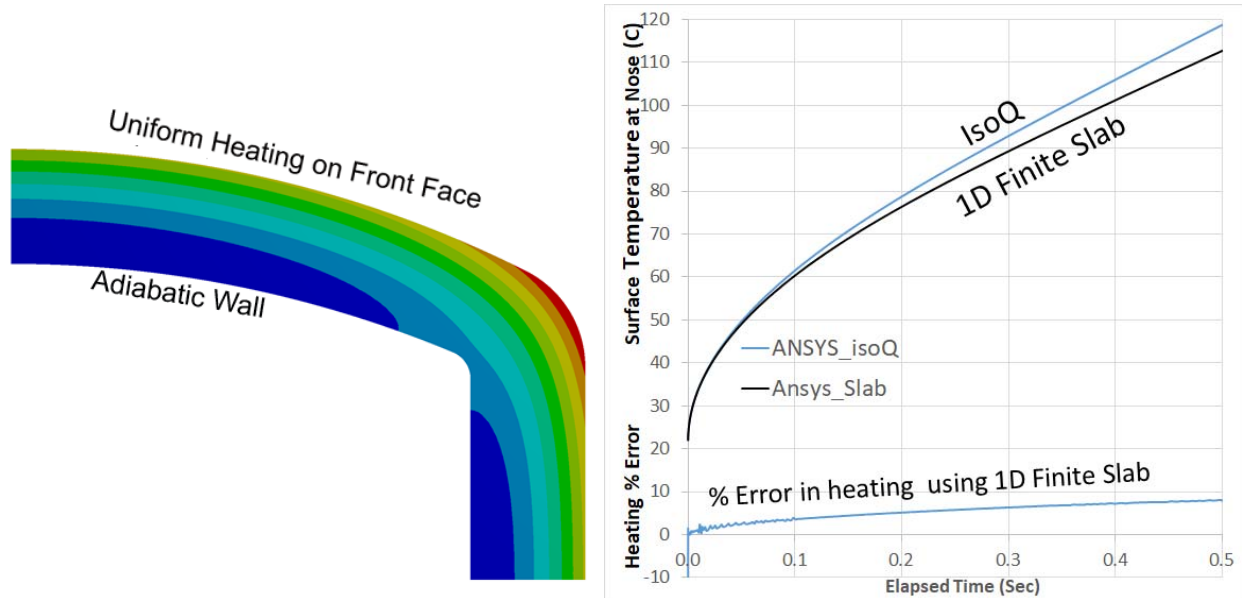 Uniform Heating on Front Face
Adiabatic Wall
Surface Temperature at Nose (C)
Heating % Error
120
110
100
90
80
70
60
50
40
30
20
10
0
-10
IsoQ
1D Finite Slab
ANSYS_isoQ
Ansys_Slab
% Error in heating using 1D Finite Slab
0.0
0.1
0.2
0.3
0.4
0.5
Elapsed Time (Sec)